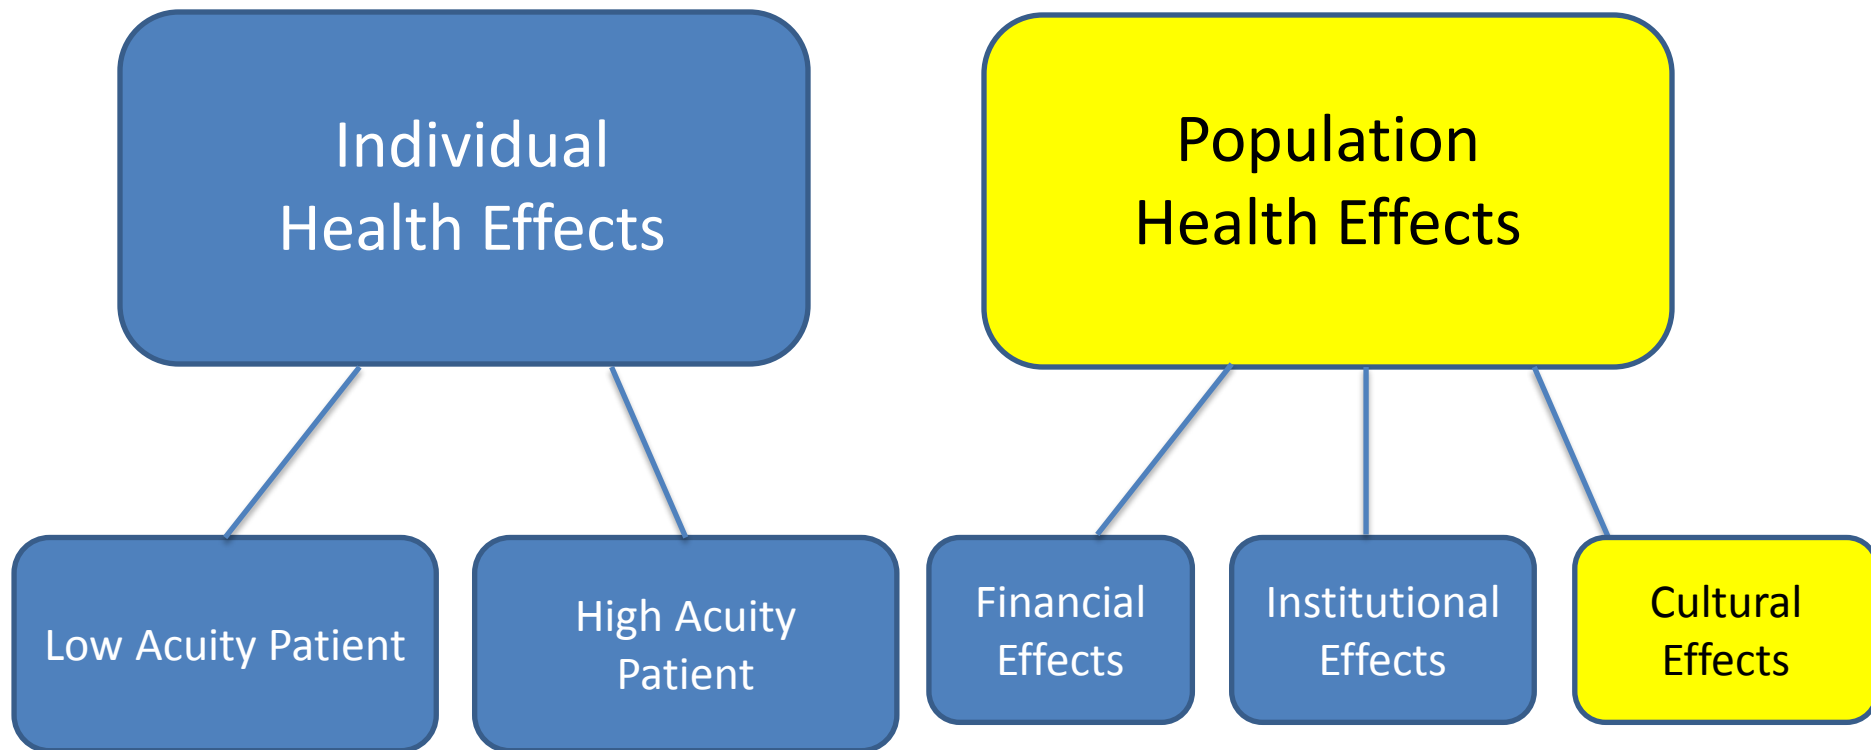 Individual
Health Effects
Population
Health Effects
Low Acuity Patient
High Acuity
Patient
Financial
Effects
Institutional
Effects
Cultural
Effects